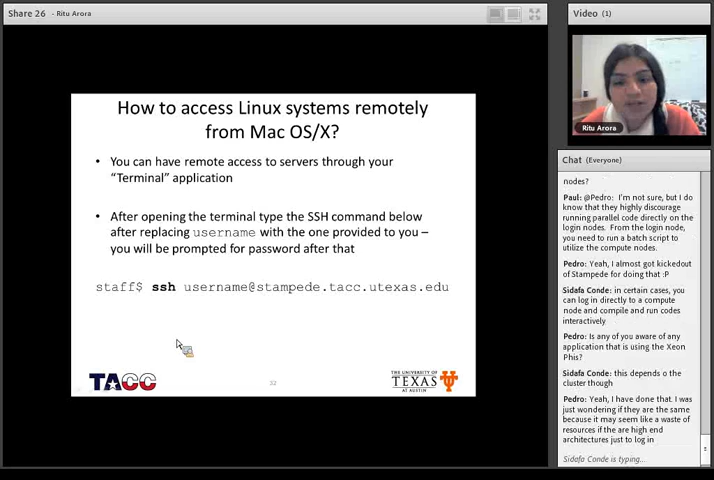 Share 26 - Ritu Arora
How to access Linux systems remotely
from Mac OS/X?
• You can have remote access to servers through your
“Terminal” application
• After opening the terminal type the SSH command below
after replacing username with the one provided to you –
you will be prompted for password after that
staff$ ssh username@stampede.tacc.utexas.edu
TACC
32
THE UNIVERSITY OF
TEXAS
AT AUSTIN
Video (1)
Ritu Arora
Chat (Everyone)
nodes?
Paul: @Pedro: I'm not sure, but I do
know that they highly discourage
running parallel code directly on the
login nodes. From the login node,
you need to run a batch script to
utilize the compute nodes.
Pedro: Yeah, I almost got kickedout
of Stampede for doing that :P
Sidafa Conde: in certain cases, you
can log in directly to a compute
node and compile and run codes
interactively
Pedro: Is any of you aware of any
application that is using the Xeon
Phis?
Sidafa Conde: this depends o the
cluster though
Pedro: Yeah, I have done that. I was
just wondering if they are the same
because it may seem like a waste of
resources if the are high end
architectures just to log in
Sidafa Conde is typing...